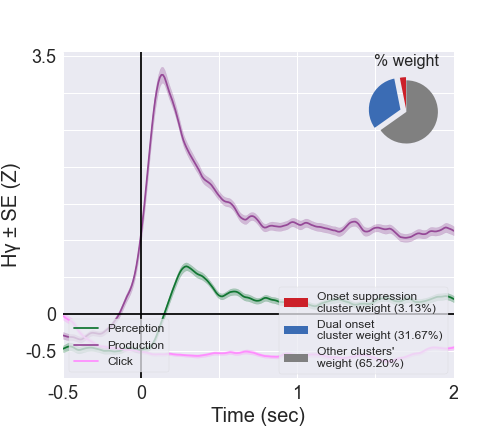 % weight
3.5
0
-0.5
Hγ ± SE (Z)
Perception
Production
Click
Onset suppression
cluster weight (3.13%)
Dual onset
cluster weight (31.67%)
Other clusters'
weight (65.20%)
-0.5
0
1
2
Time (sec)